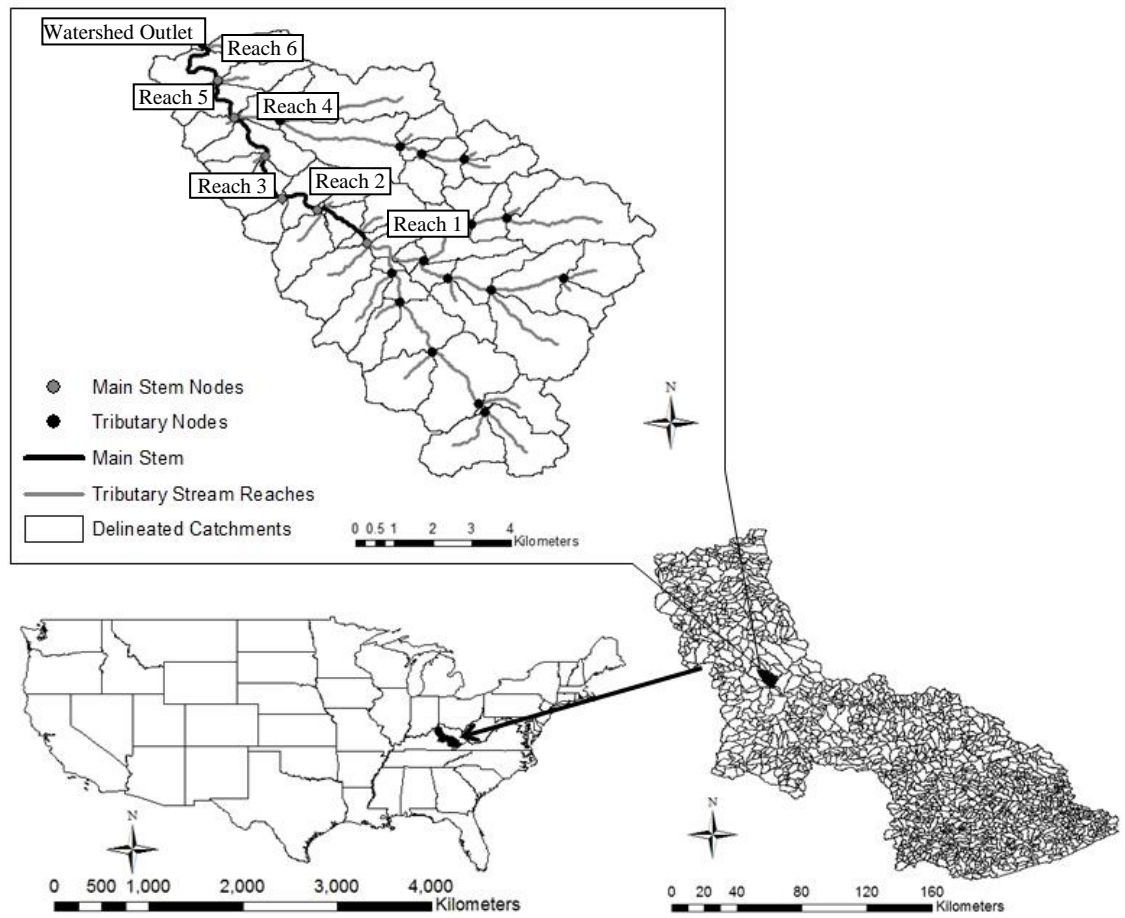 Watershed Outlet
Reach 6
Reach 5
Reach 4
Reach 3
Reach 2
Reach 1
Main Stem Nodes
Tributary Nodes
Main Stem
Tributary Stream Reaches
Delineated Catchments
N
0 0.5 1 2 3 4
Kilometers
N
0 500 1,000 2,000 3,000 4,000
Kilometers
N
0 20 40 80 120 160
Kilometers